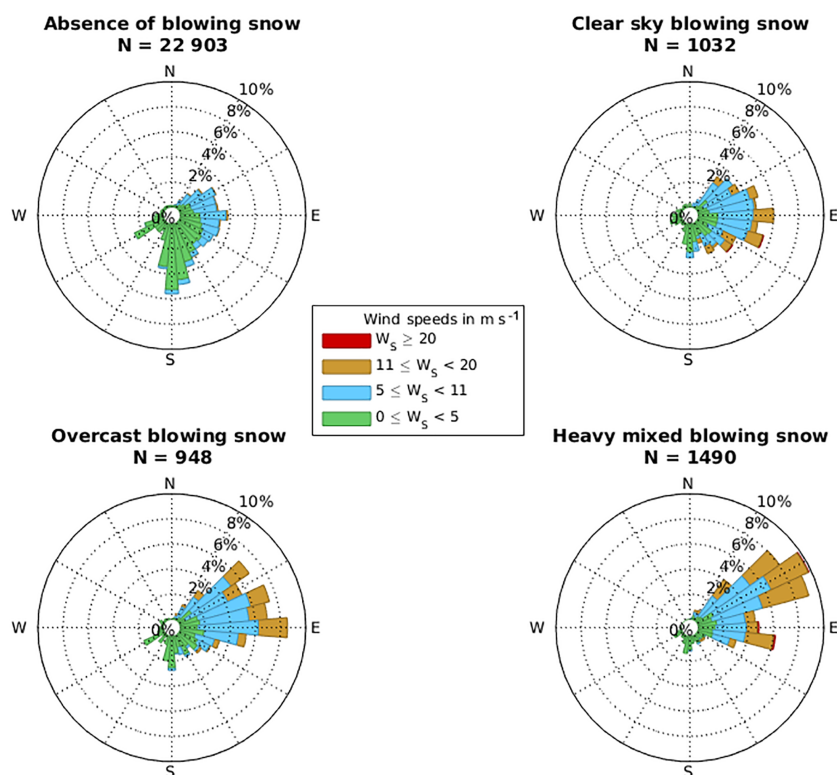 Absence of blowing snow
N = 22 903
N
10%
8%
6%
4%
2%
0%
W
E
S
Clear sky blowing snow
N = 1032
N
10%
8%
6%
4%
2%
0%
W
E
S
Wind speeds in m s-1
WS ≥ 20
11 ≤ WS < 20
5 ≤ WS < 11
0 ≤ WS < 5
Overcast blowing snow
N = 948
N
10%
8%
6%
4%
2%
0%
W
E
S
Heavy mixed blowing snow
N = 1490
N
10%
8%
6%
4%
2%
0%
W
E
S